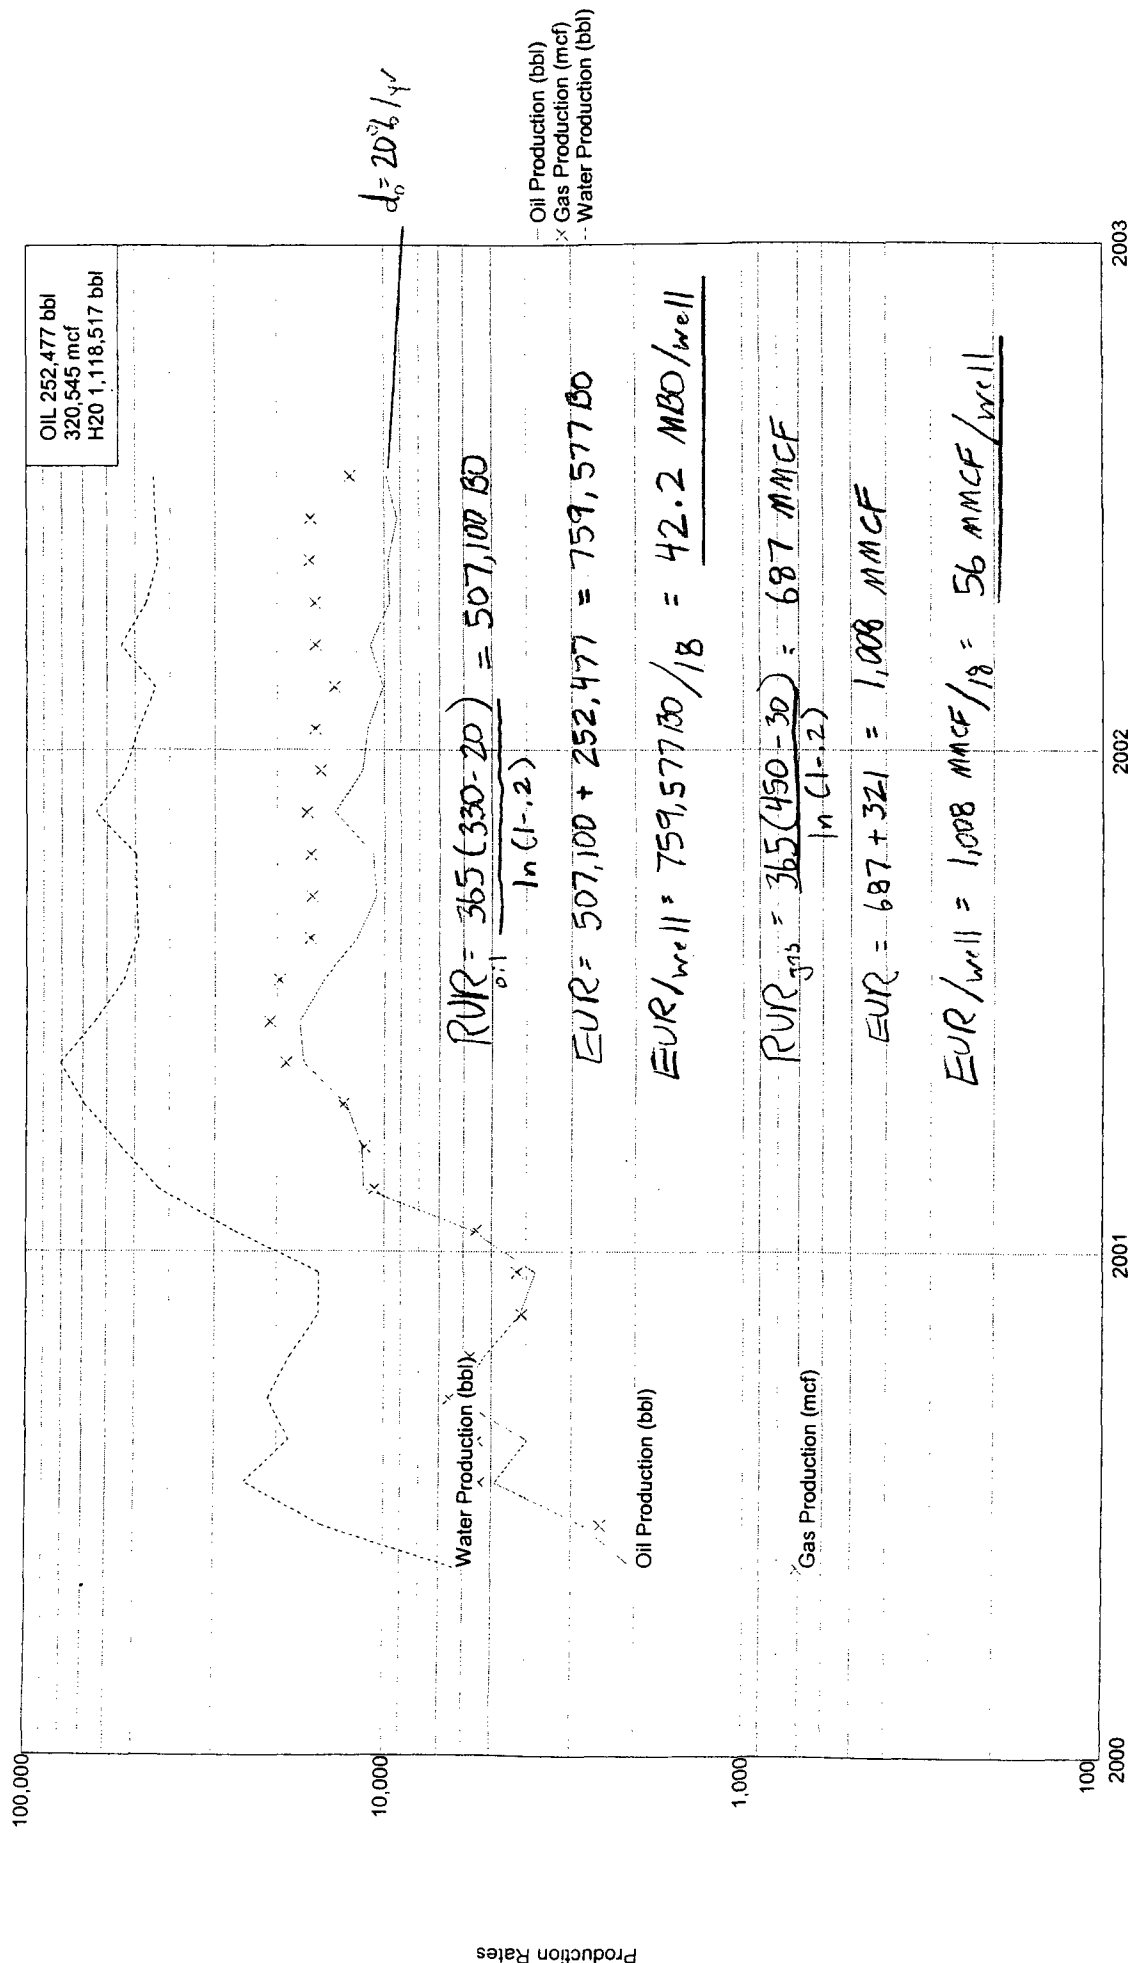 OIL 252,477 bbl
320,545 mcf
H20 1,118,517 bbl
100,000
10,000
1,000
100
Production Rates
2000
2001
2002
2003
Water Production (bbl)
Oil Production (bbl)
Gas Production (mcf)
Oil Production (bbl)
Gas Production (mcf)
Water Production (bbl)
d₀ = 20%/yr
RUR oil = 365(330-20) / ln(1-.2) = 507,100 BO
EUR = 507,100 + 252,477 = 759,577 BO
EUR/well = 759,577 BO/18 = 42.2 MBO/well
RUR gas = 365(450-30) / ln(1-.2) = 687 MMCF
EUR = 687 + 321 = 1,008 MMCF
EUR/well = 1,008 MMCF/18 = 56 MMCF/well